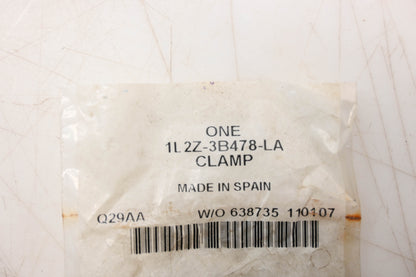 ONE
1L2Z-3B478-LA
CLAMP
MADE IN SPAIN
Q29AA W/O 638735 110107